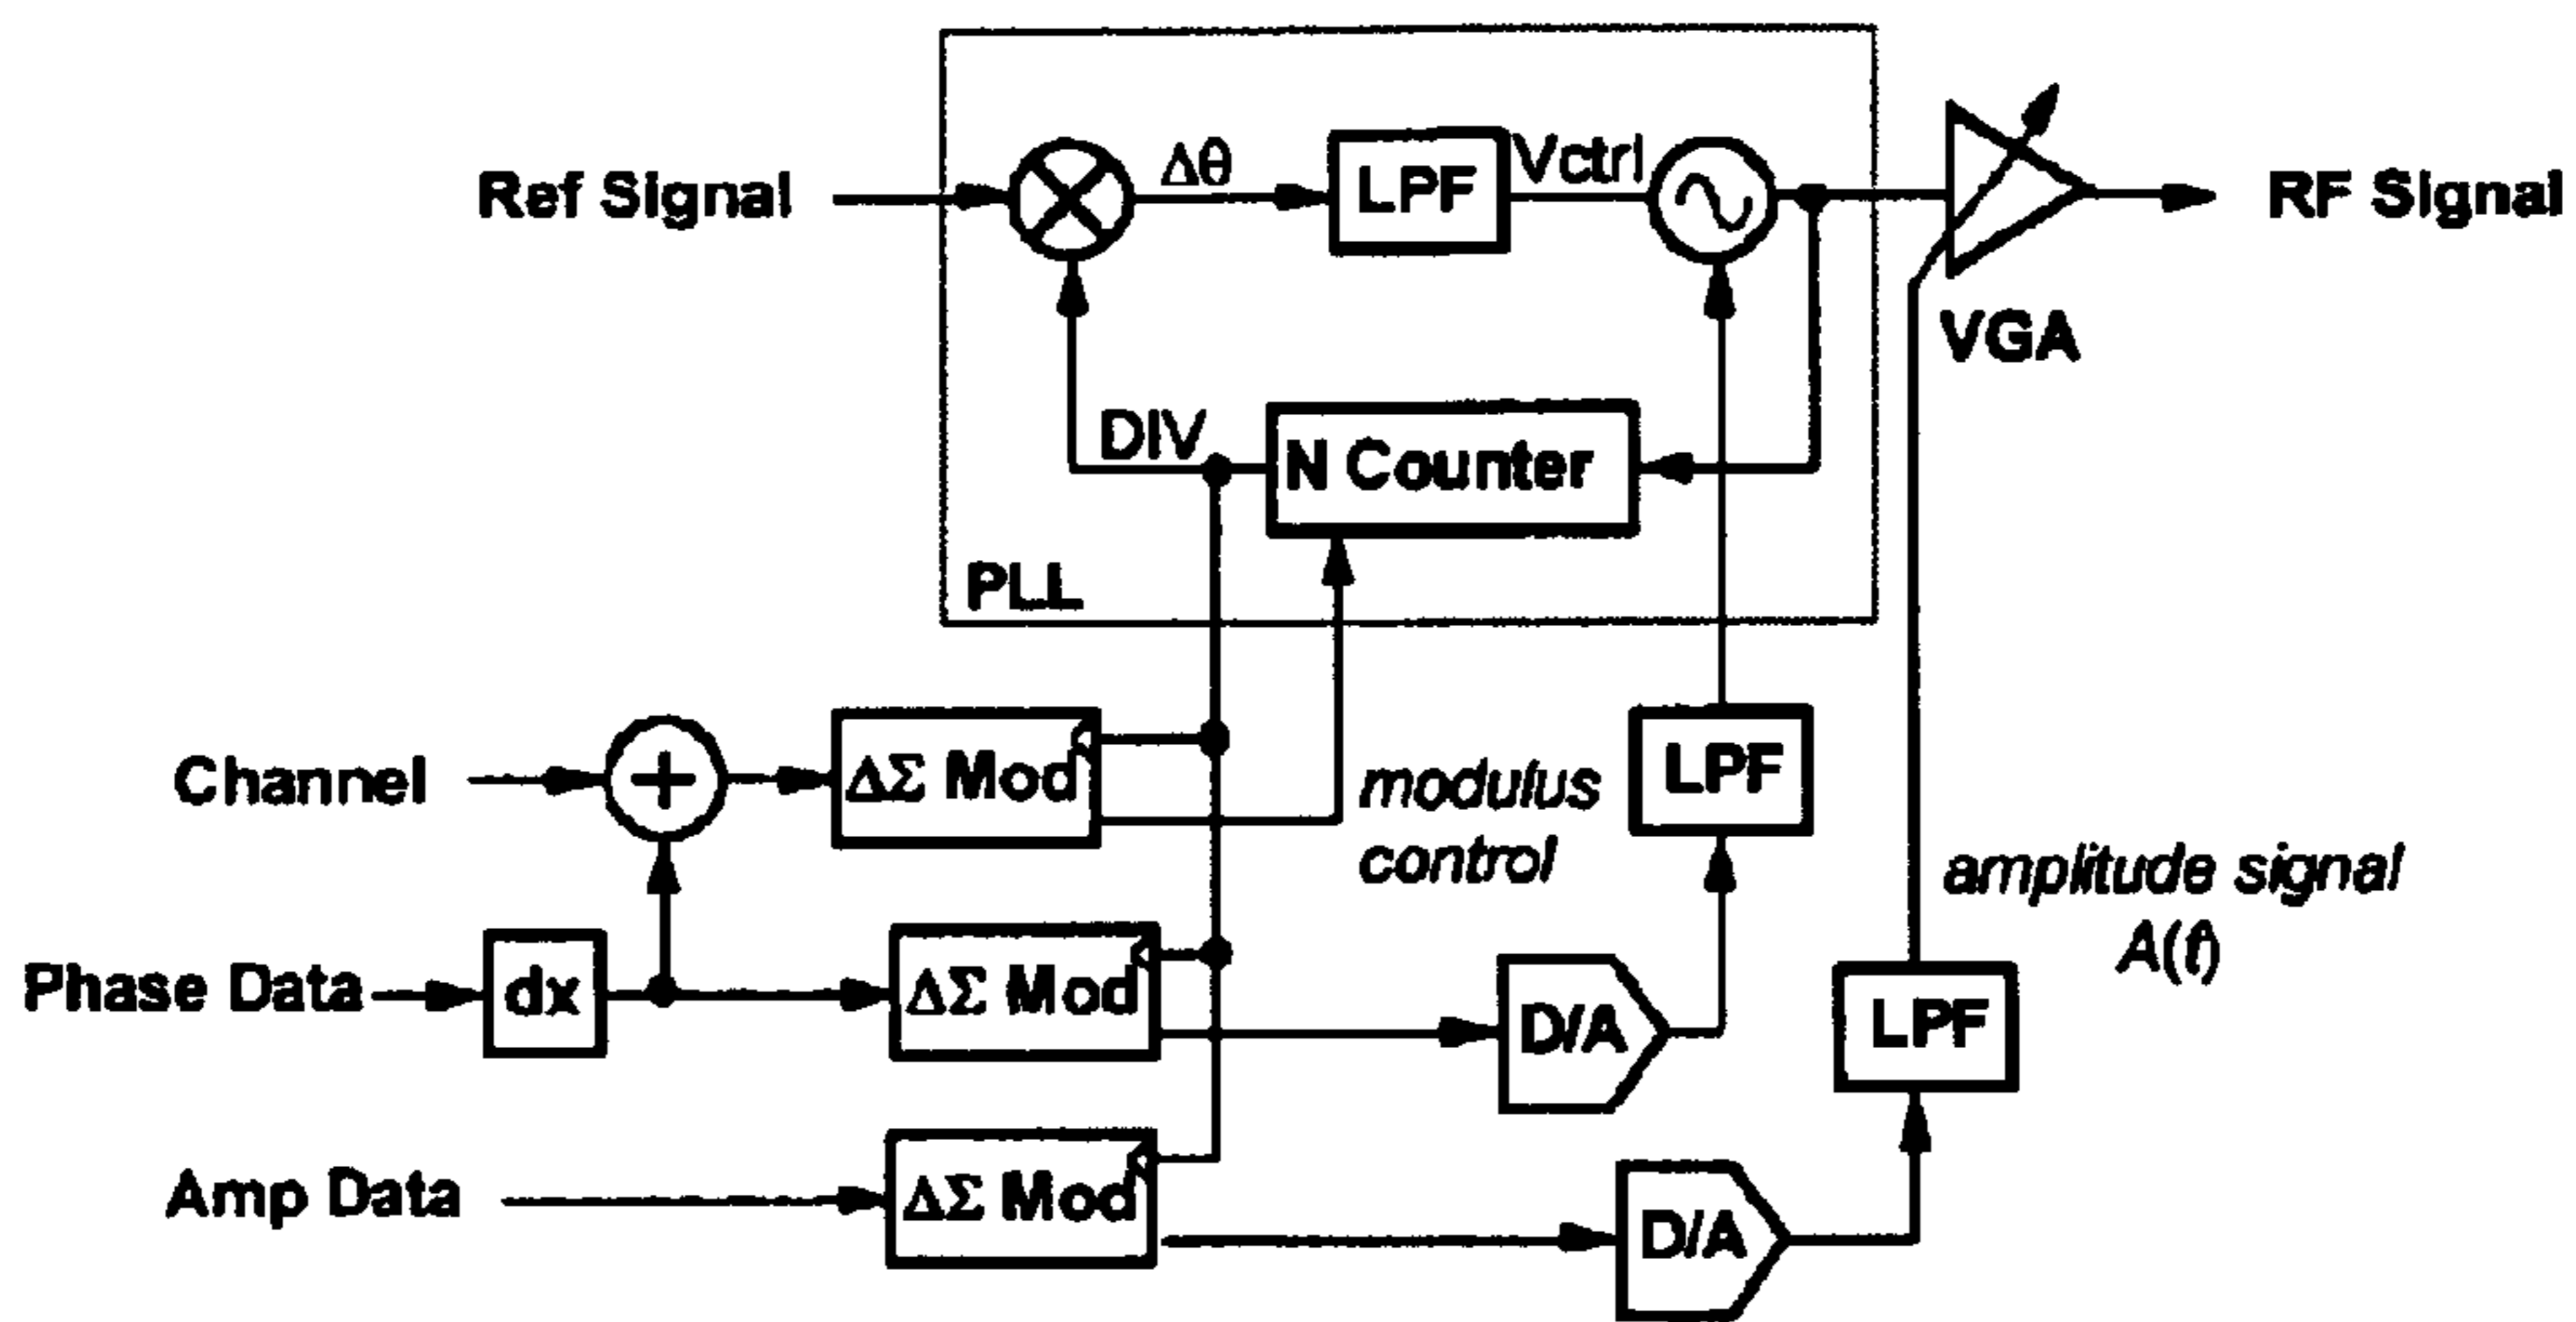 Ref Signal
Δθ
LPF
Vctrl
RF Signal
VGA
DIV
N Counter
PLL
Channel
+
ΔΣ Mod
modulus
control
LPF
amplitude signal
A(t)
Phase Data
dx
ΔΣ Mod
D/A
LPF
Amp Data
ΔΣ Mod
D/A